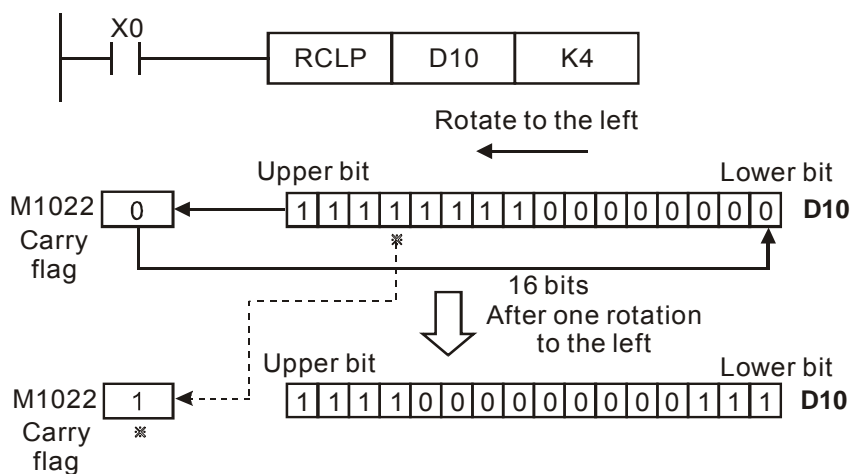 X0
RCLP D10 K4
Rotate to the left
Upper bit Lower bit
M1022 0 1 1 1 1 1 1 1 1 0 0 0 0 0 0 0 0 D10
Carry
flag
※
16 bits
After one rotation
to the left
Upper bit Lower bit
M1022 1 1 1 1 1 0 0 0 0 0 0 0 0 0 1 1 1 D10
Carry ※
flag